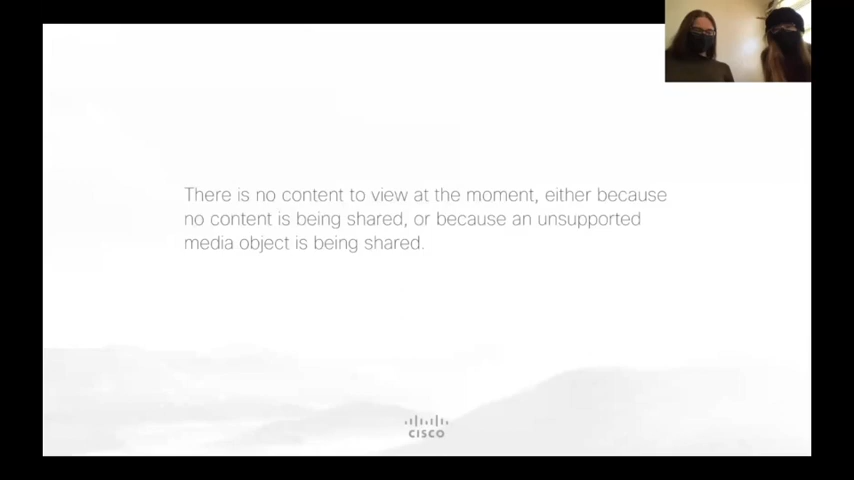 There is no content to view at the moment, either because
no content is being shared, or because an unsupported
media object is being shared.
CISCO